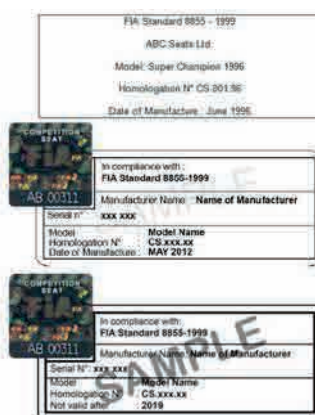 FIA Standard 8855 - 1999
ABC Seats Ltd.
Model: Super Champion 1996
Homologation N° CS.001.96
Date of Manufacture : June 1996
COMPETITION SEAT
FIA
AB 00311
In compliance with :
FIA Standard 8855-1999
Manufacturer Name : Name of Manufacturer
Serial n° : xxx xxx
Model : Model Name
Homologation N° : CS.xxx.xx
Date of Manufacture : MAY 2012
SAMPLE
COMPETITION SEAT
FIA
AB 00311
In compliance with:
FIA Standard 8855-1999
Manufacturer Name : Name of Manufacturer
Serial N° : xxx xxx
Model : Model Name
Homologation N° : CS.xxx.xx
Not valid after : 2019
SAMPLE